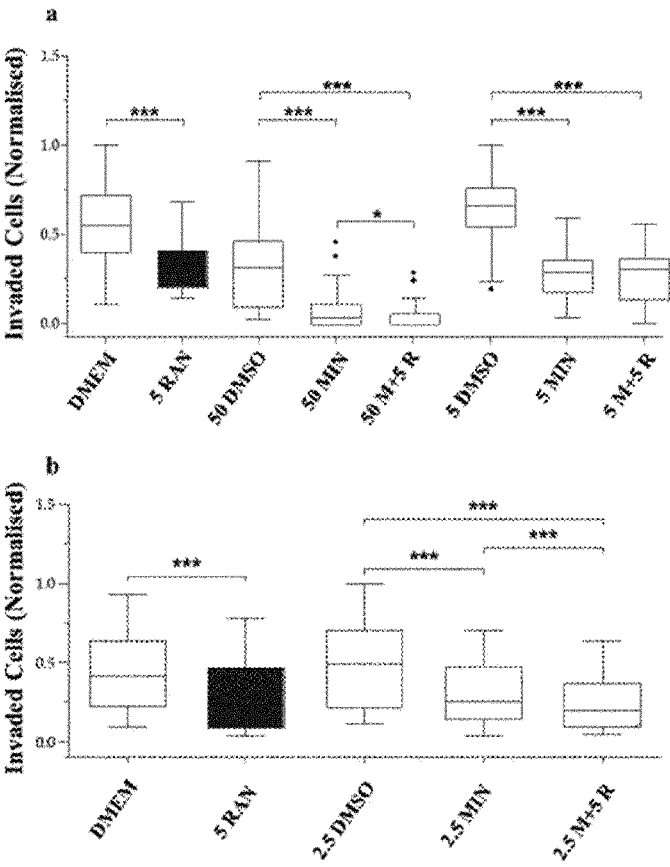 a
Invaded Cells (Normalised)
1.5
1.0
0.5
0.0
***
***
***
*
***
***
DMEM
5 RAN
50 DMSO
50 MIN
50 M+5 R
5 DMSO
5 MIN
5 M+5 R
b
Invaded Cells (Normalised)
1.5
1.0
0.5
0.0
***
***
***
***
DMEM
5 RAN
2.5 DMSO
2.5 MIN
2.5 M+5 R